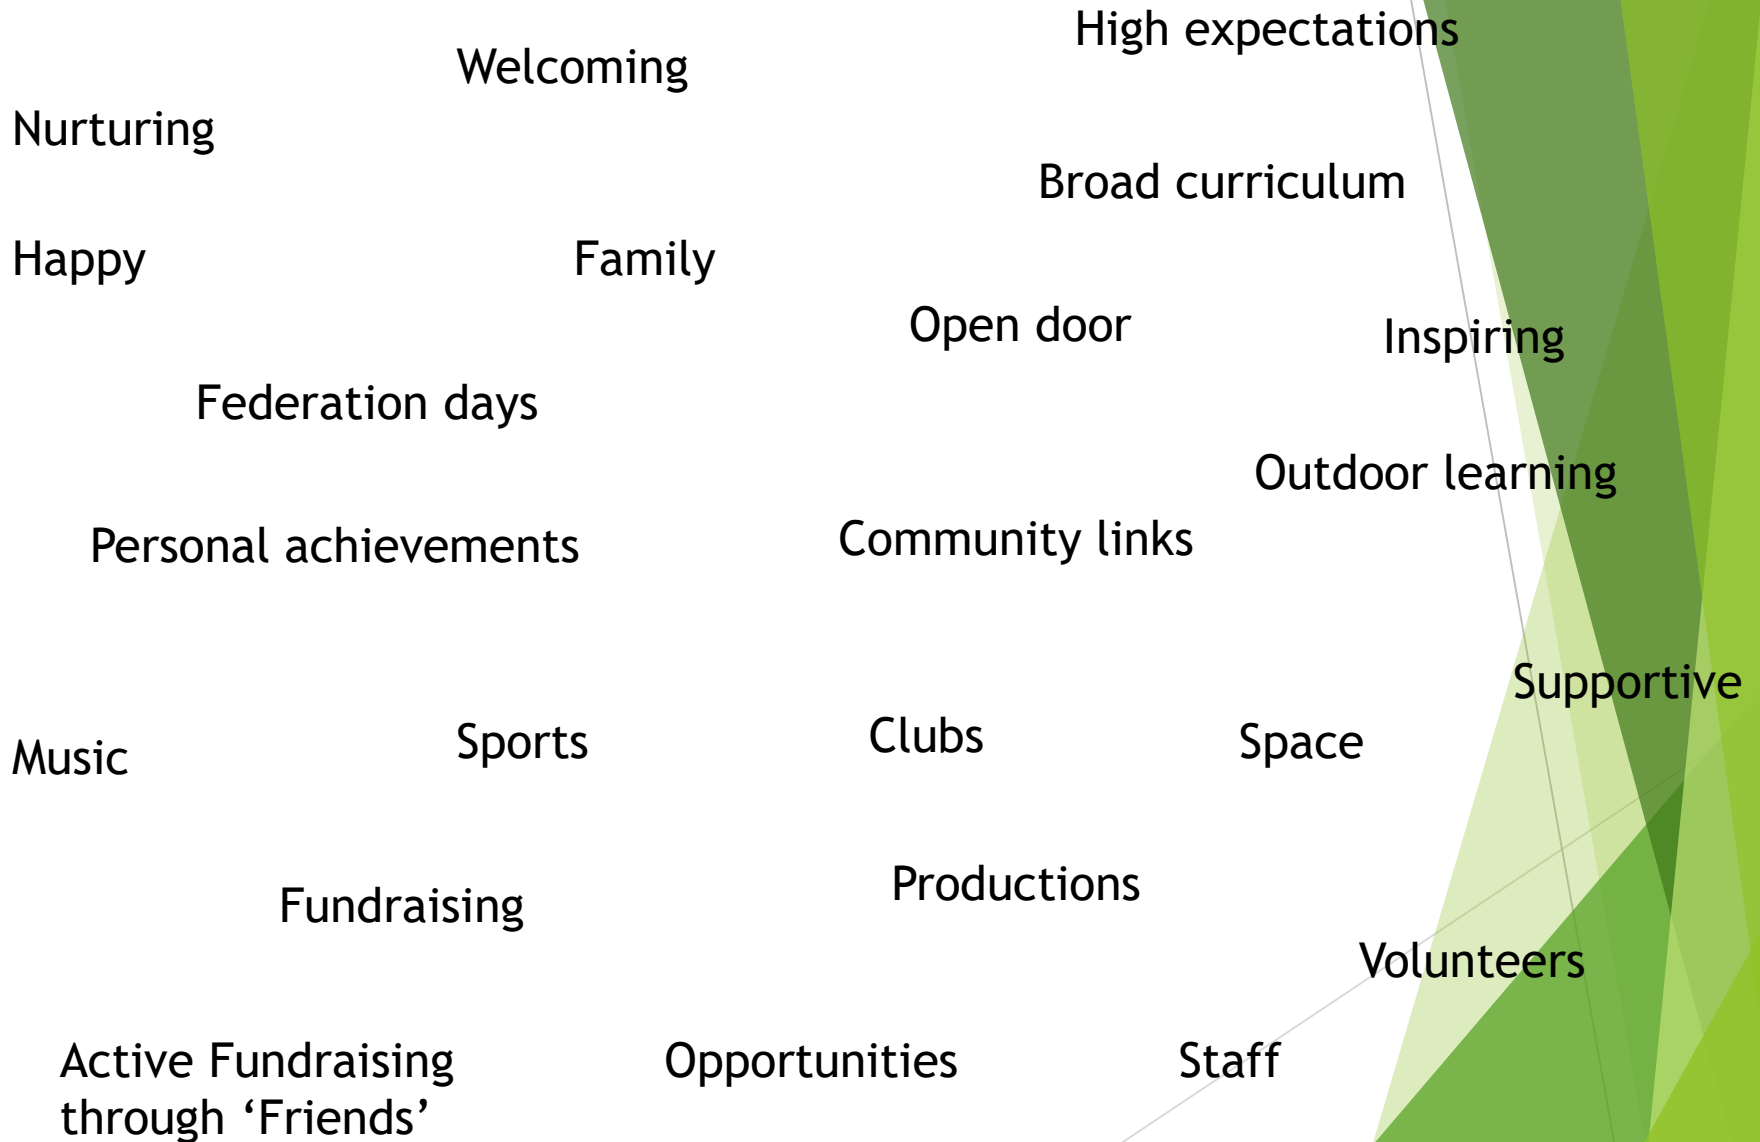 High expectations
Welcoming
Nurturing
Broad curriculum
Happy
Family
Open door
Inspiring
Federation days
Outdoor learning
Personal achievements
Community links
Supportive
Music
Sports
Clubs
Space
Fundraising
Productions
Volunteers
Active Fundraising
through ‘Friends’
Opportunities
Staff